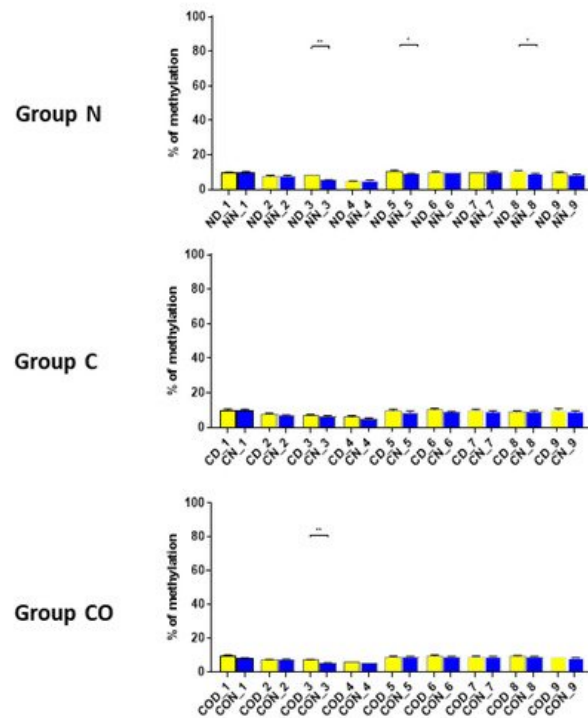 Group N
% of methylation
100
80
60
40
20
0
** * *
ND_1 NN_1 ND_2 NN_2 ND_3 NN_3 ND_4 NN_4 ND_5 NN_5 ND_6 NN_6 ND_7 NN_7 ND_8 NN_8 ND_9 NN_9
Group C
% of methylation
100
80
60
40
20
0
CD_1 CN_1 CD_2 CN_2 CD_3 CN_3 CD_4 CN_4 CD_5 CN_5 CD_6 CN_6 CD_7 CN_7 CD_8 CN_8 CD_9 CN_9
Group CO
% of methylation
100
80
60
40
20
0
**
COD_1 CON_1 COD_2 CON_2 COD_3 CON_3 COD_4 CON_4 COD_5 CON_5 COD_6 CON_6 COD_7 CON_7 COD_8 CON_8 COD_9 CON_9